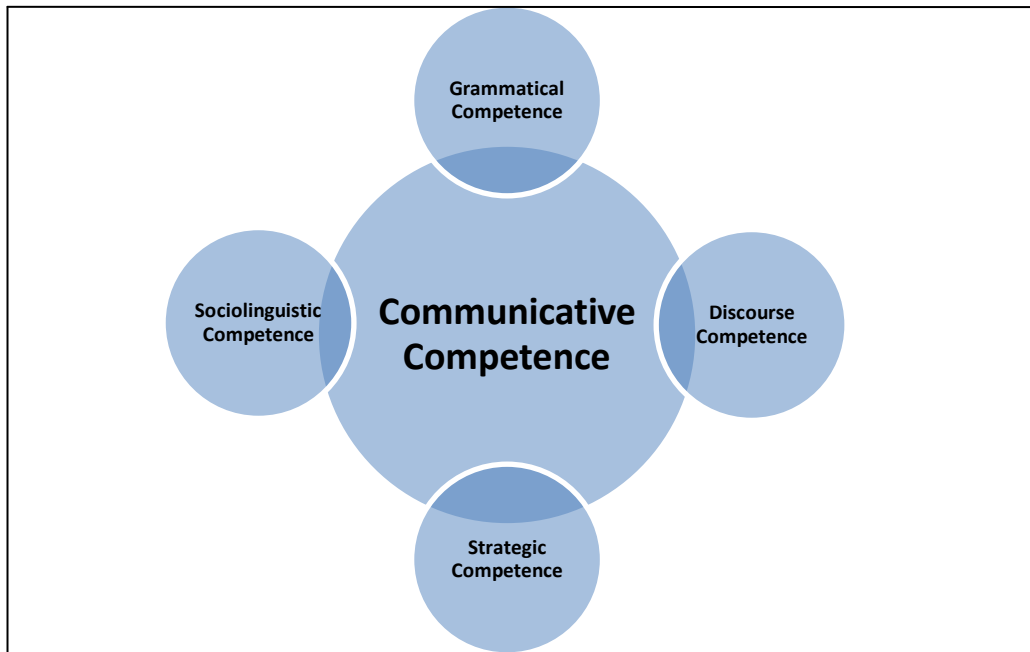 Grammatical
Competence
Sociolinguistic
Competence
Communicative
Competence
Discourse
Competence
Strategic
Competence